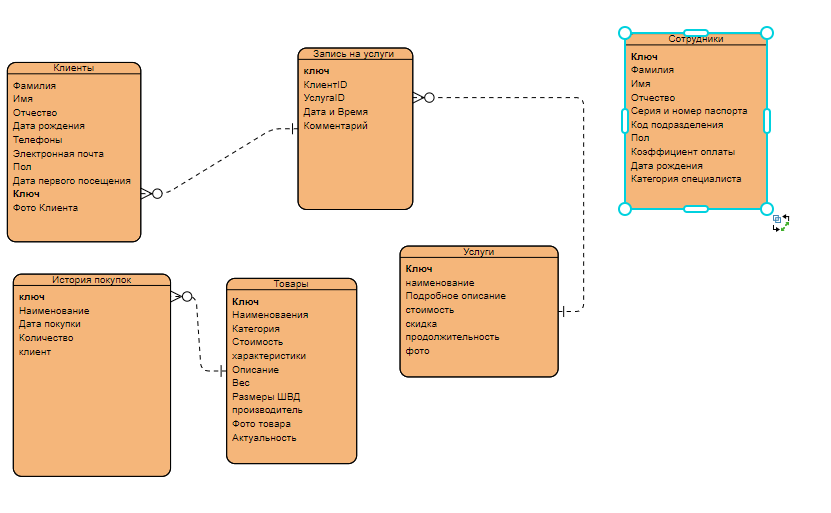 Клиенты
Фамилия
Имя
Отчество
Дата рождения
Телефоны
Электронная почта
Пол
Дата первого посещения
Ключ
Фото Клиента
Запись на услуги
ключ
КлиентID
УслугаID
Дата и Время
Комментарий
Сотрудники
Ключ
Фамилия
Имя
Отчество
Серия и номер паспорта
Код подразделения
Пол
Коэффициент оплаты
Дата рождения
Категория специалиста
История покупок
ключ
Наименование
Дата покупки
Количество
клиент
Товары
Ключ
Наименоваения
Категория
Стоимость
характеристики
Описание
Вес
Размеры ШВД
производитель
Фото товара
Актуальность
Услуги
Ключ
наименование
Подробное описание
стоимость
скидка
продолжительность
фото